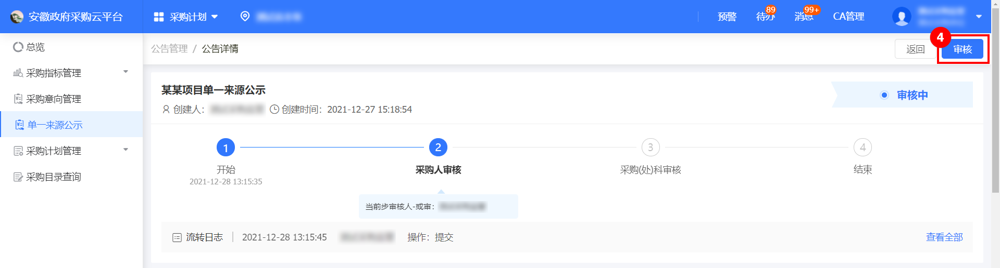 安徽政府采购云平台 采购计划 预警 待办 89 消息 99+ CA管理
总览
采购指标管理
采购意向管理
单一来源公示
采购计划管理
采购目录查询
公告管理 / 公告详情 返回 4 审核
某某项目单一来源公示
创建人： 创建时间：2021-12-27 15:18:54
审核中
1 2 3 4
开始 采购人审核 采购(处)科审核 结束
2021-12-28 13:15:35
当前步审核人-或审：
流转日志 2021-12-28 13:15:45 操作：提交 查看全部